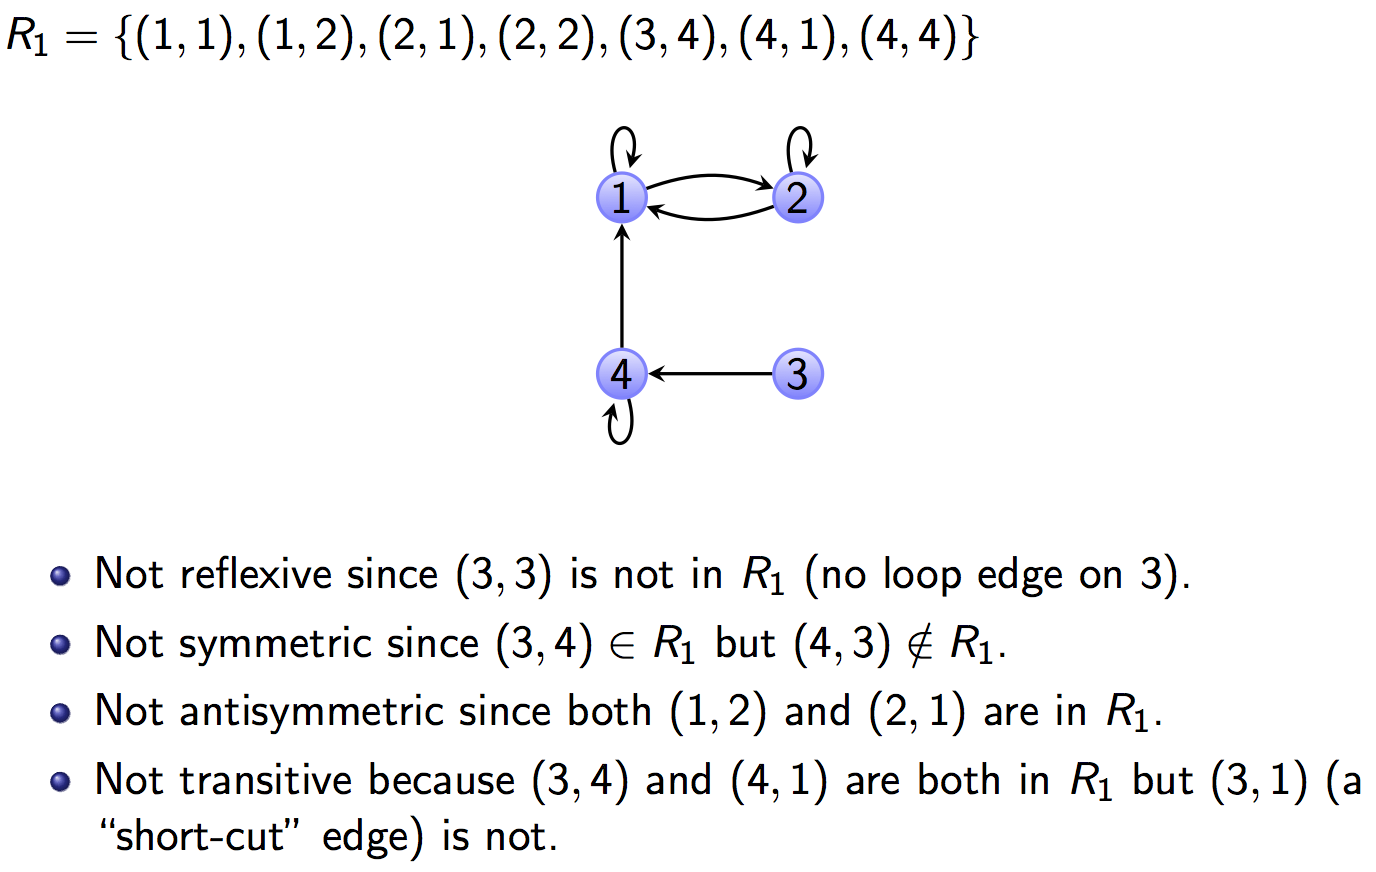 R₁ = {(1, 1), (1, 2), (2, 1), (2, 2), (3, 4), (4, 1), (4, 4)}
1 2
4 3
Not reflexive since (3, 3) is not in R₁ (no loop edge on 3).
Not symmetric since (3, 4) ∈ R₁ but (4, 3) ∉ R₁.
Not antisymmetric since both (1, 2) and (2, 1) are in R₁.
Not transitive because (3, 4) and (4, 1) are both in R₁ but (3, 1) (a
“short-cut” edge) is not.